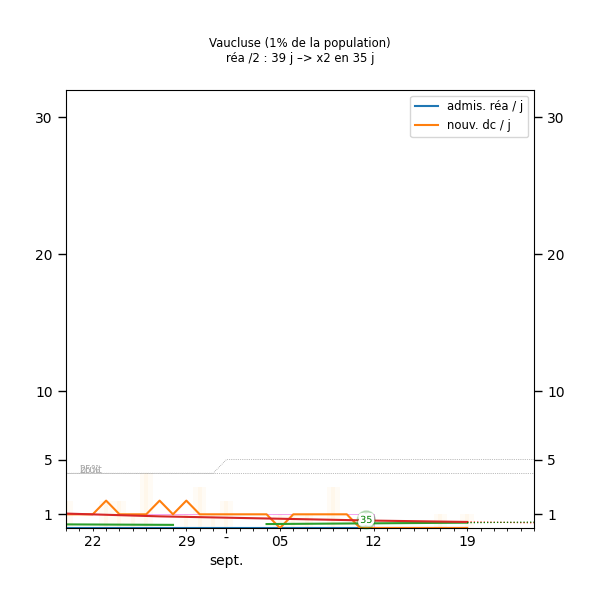 Vaucluse (1% de la population)
réa /2 : 39 j –> x2 en 35 j
admis. réa / j
nouv. dc / j
30 30
20 20
10 10
5 5
25%
1 1
35
22 29 - 05 12 19
sept.